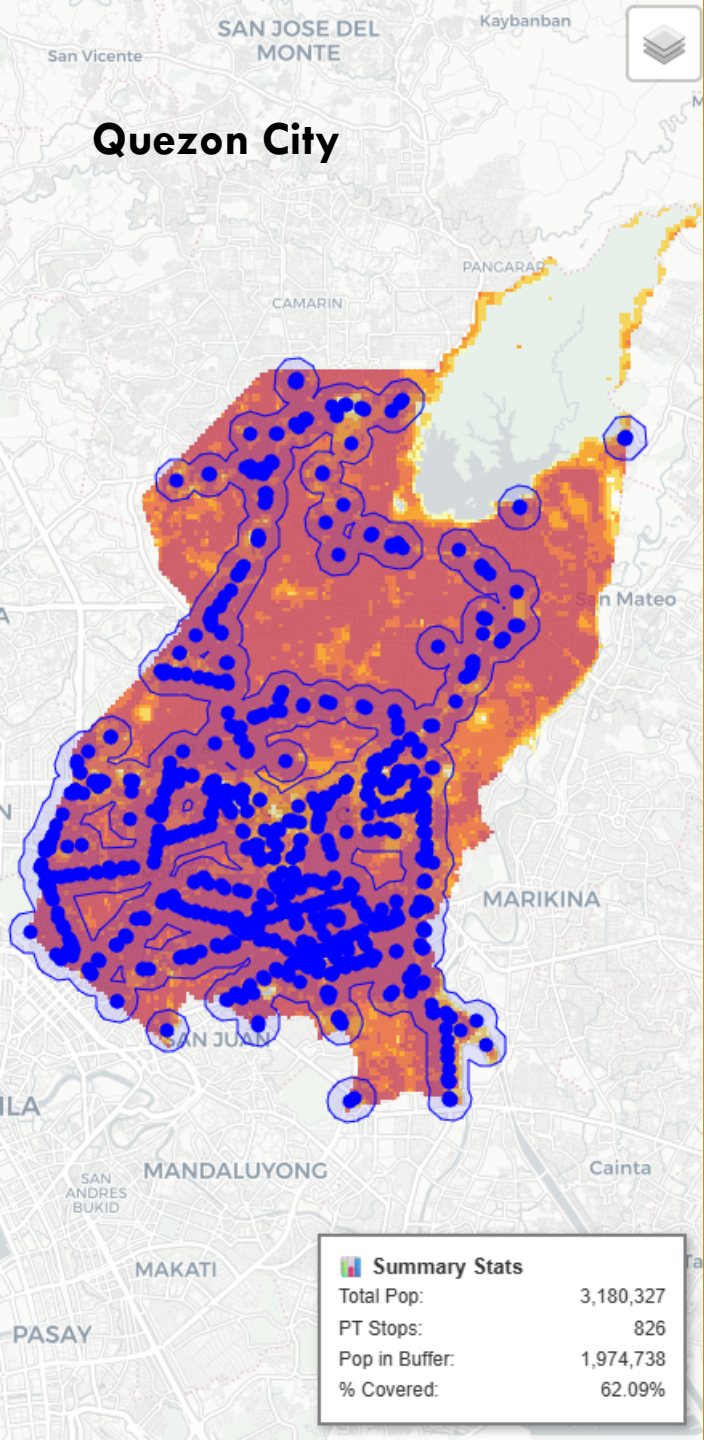 SAN JOSE DEL
MONTE
Kaybanban
San Vicente
Quezon City
PANGARAP
CAMARIN
San Mateo
MARIKINA
SAN JUAN
ILA
MANDALUYONG
Cainta
SAN
ANDRES
BUKID
MAKATI
PASAY
Ta
Summary Stats
Total Pop: 3,180,327
PT Stops: 826
Pop in Buffer: 1,974,738
% Covered: 62.09%